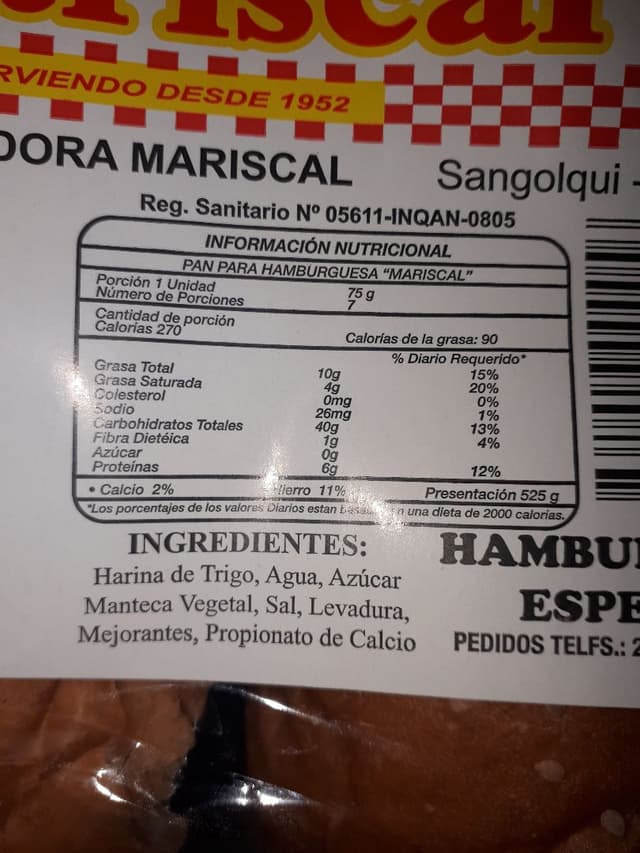 RVIENDO DESDE 1952
DORA MARISCAL Sangolqui -
Reg. Sanitario Nº 05611-INQAN-0805
INFORMACIÓN NUTRICIONAL
PAN PARA HAMBURGUESA "MARISCAL"
Porción 1 Unidad 75 g
Número de Porciones 7
Cantidad de porción
Calorías 270 Calorías de la grasa: 90
% Diario Requerido*
Grasa Total 10g 15%
Grasa Saturada 4g 20%
Colesterol 0mg 0%
Sodio 26mg 1%
Carbohidratos Totales 40g 13%
Fibra Dietéica 1g 4%
Azúcar 0g
Proteínas 6g 12%
• Calcio 2% Hierro 11% Presentación 525 g
*Los porcentajes de los valores Diarios estan en una dieta de 2000 calorías.
INGREDIENTES:
Harina de Trigo, Agua, Azúcar
Manteca Vegetal, Sal, Levadura,
Mejorantes, Propionato de Calcio
HAMBU
ESPE
PEDIDOS TELFS.: 2